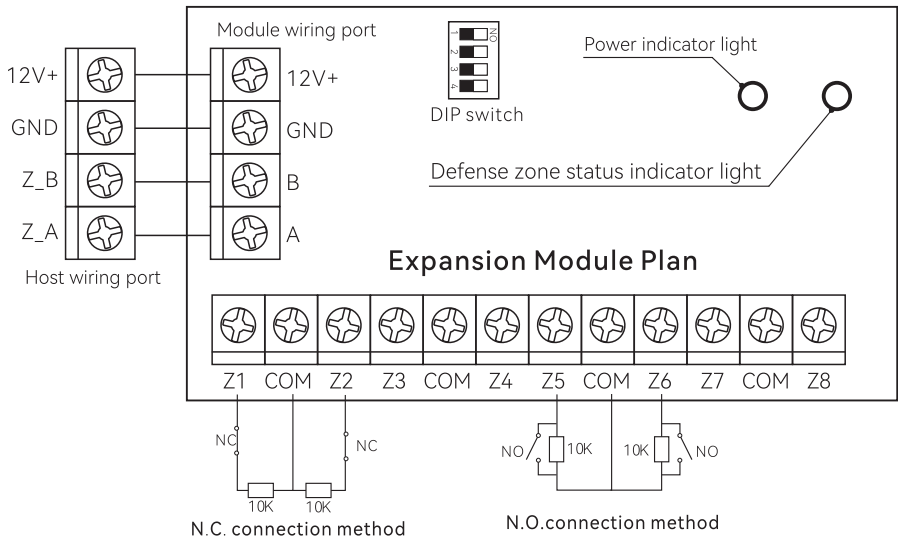 Module wiring port
12V+
GND
Z_B
Z_A
Host wiring port
12V+
GND
B
A
1
2
3
4
NO
DIP switch
Power indicator light
Defense zone status indicator light
Expansion Module Plan
Z1 COM Z2 Z3 COM Z4 Z5 COM Z6 Z7 COM Z8
NC
NC
10K
10K
N.C. connection method
NO
10K
10K
NO
N.O.connection method